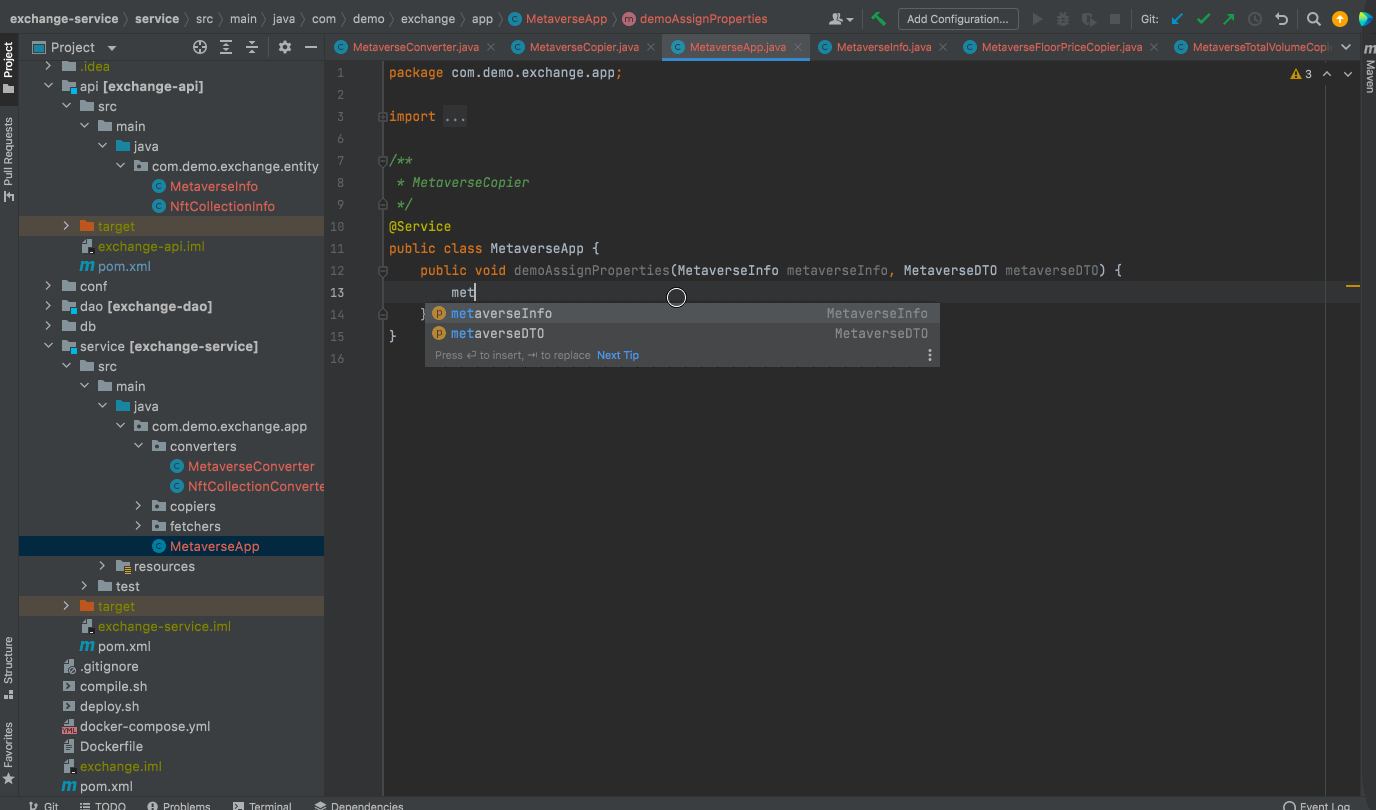 exchange-service
service
src
main
java
com
demo
exchange
app
MetaverseApp
demoAssignProperties
Add Configuration...
Git:
Project
MetaverseConverter.java
MetaverseCopier.java
MetaverseApp.java
MetaverseInfo.java
MetaverseFloorPriceCopier.java
MetaverseTotalVolumeCopi
Project
Pull Requests
Structure
Favorites
Maven
.idea
api [exchange-api]
src
main
java
com.demo.exchange.entity
MetaverseInfo
NftCollectionInfo
target
exchange-api.iml
pom.xml
conf
dao [exchange-dao]
db
service [exchange-service]
src
main
java
com.demo.exchange.app
converters
MetaverseConverter
NftCollectionConverte
copiers
fetchers
MetaverseApp
resources
test
target
exchange-service.iml
pom.xml
.gitignore
compile.sh
deploy.sh
docker-compose.yml
Dockerfile
exchange.iml
pom.xml
3
1 package com.demo.exchange.app;
2
3 import ...
6
7 /**
8 * MetaverseCopier
9 */
10 @Service
11 public class MetaverseApp {
12 public void demoAssignProperties(MetaverseInfo metaverseInfo, MetaverseDTO metaverseDTO) {
13 met
14 }
15 }
16
metaverseInfo MetaverseInfo
metaverseDTO MetaverseDTO
Press ↵ to insert, ⇥ to replace Next Tip
Git
TODO
Problems
Terminal
Dependencies
Event Log